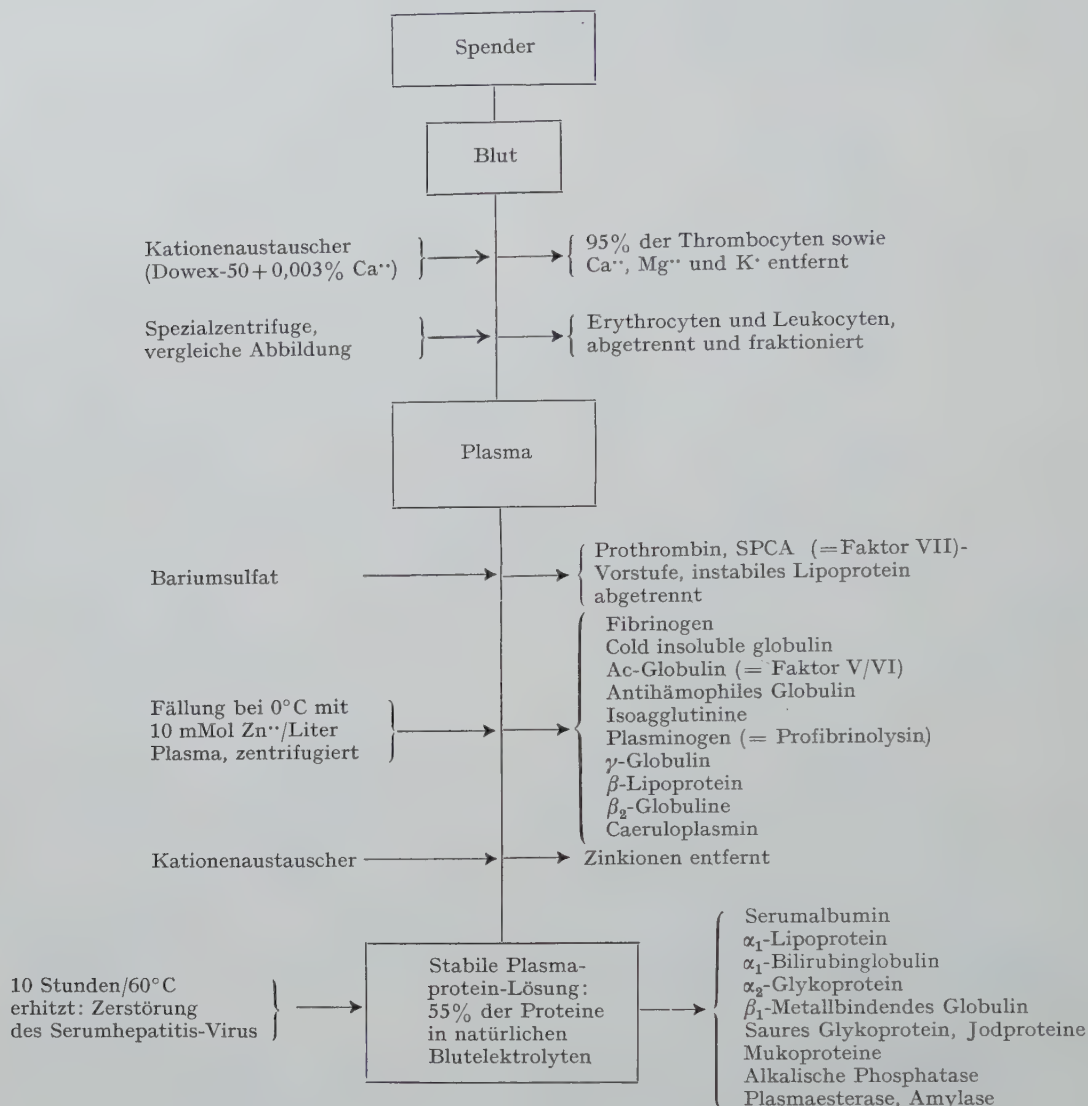 Spender
Blut
Kationenaustauscher
(Dowex-50+0,003% Ca··)
95% der Thrombocyten sowie
Ca··, Mg·· und K· entfernt
Spezialzentrifuge,
vergleiche Abbildung
Erythrocyten und Leukocyten,
abgetrennt und fraktioniert
Plasma
Bariumsulfat
Prothrombin, SPCA (=Faktor VII)-
Vorstufe, instabiles Lipoprotein
abgetrennt
Fällung bei 0°C mit
10 mMol Zn··/Liter
Plasma, zentrifugiert
Fibrinogen
Cold insoluble globulin
Ac-Globulin (= Faktor V/VI)
Antihämophiles Globulin
Isoagglutinine
Plasminogen (= Profibrinolysin)
γ-Globulin
β-Lipoprotein
β₂-Globuline
Caeruloplasmin
Kationenaustauscher
Zinkionen entfernt
10 Stunden/60°C
erhitzt: Zerstörung
des Serumhepatitis-Virus
Stabile Plasma-
protein-Lösung:
55% der Proteine
in natürlichen
Blutelektrolyten
Serumalbumin
α₁-Lipoprotein
α₁-Bilirubinglobulin
α₂-Glykoprotein
β₁-Metallbindendes Globulin
Saures Glykoprotein, Jodproteine
Mukoproteine
Alkalische Phosphatase
Plasmaesterase, Amylase